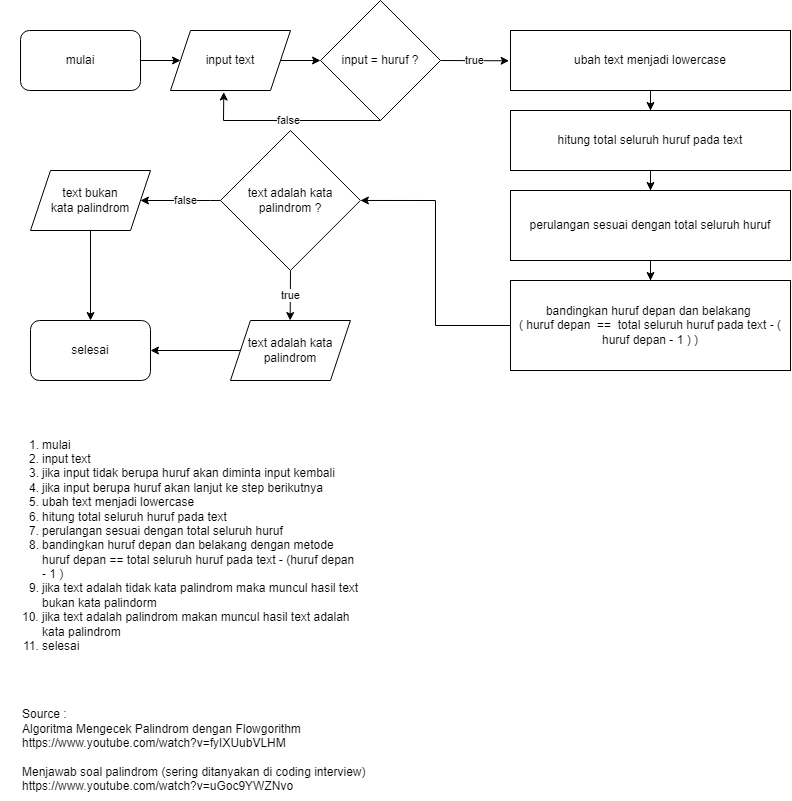 mulai
input text
input = huruf ?
true
ubah text menjadi lowercase
false
hitung total seluruh huruf pada text
perulangan sesuai dengan total seluruh huruf
bandingkan huruf depan dan belakang
( huruf depan == total seluruh huruf pada text - (
huruf depan - 1 ) )
text adalah kata
palindrom ?
false
text bukan
kata palindrom
true
text adalah kata
palindrom
selesai
1. mulai
2. input text
3. jika input tidak berupa huruf akan diminta input kembali
4. jika input berupa huruf akan lanjut ke step berikutnya
5. ubah text menjadi lowercase
6. hitung total seluruh huruf pada text
7. perulangan sesuai dengan total seluruh huruf
8. bandingkan huruf depan dan belakang dengan metode
huruf depan == total seluruh huruf pada text - (huruf depan
- 1 )
9. jika text adalah tidak kata palindrom maka muncul hasil text
bukan kata palindorm
10. jika text adalah palindrom makan muncul hasil text adalah
kata palindrom
11. selesai
Source :
Algoritma Mengecek Palindrom dengan Flowgorithm
https://www.youtube.com/watch?v=fyIXUubVLHM
Menjawab soal palindrom (sering ditanyakan di coding interview)
https://www.youtube.com/watch?v=uGoc9YWZNvo